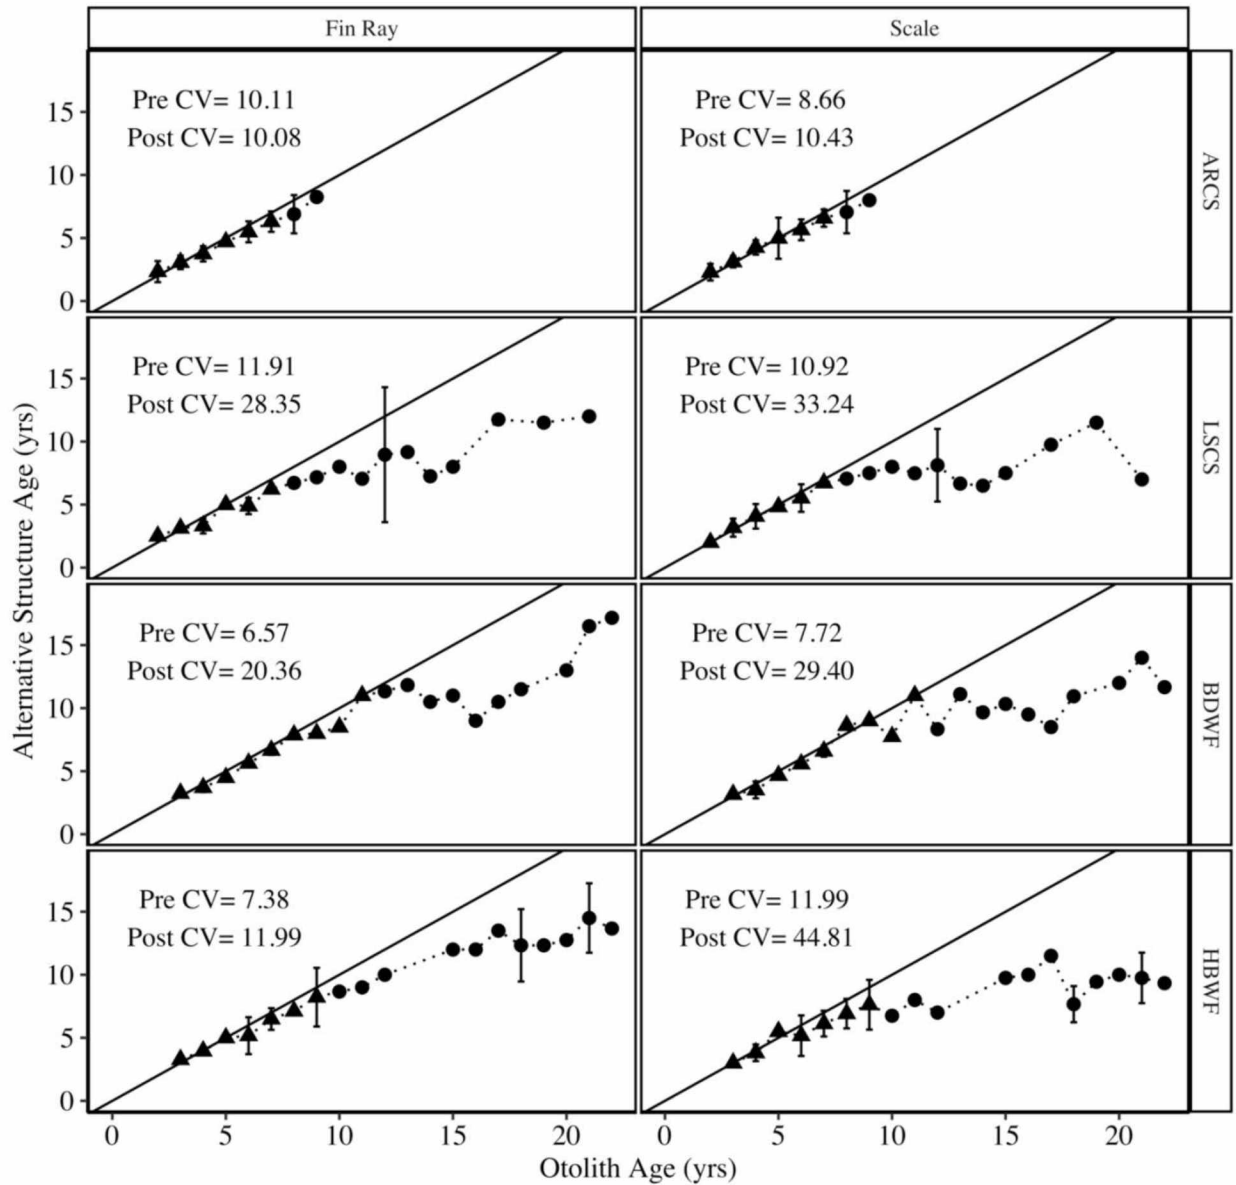 Fin Ray
Scale
Pre CV= 10.11
Post CV= 10.08
Pre CV= 8.66
Post CV= 10.43
ARCS
15
10
5
0
Pre CV= 11.91
Post CV= 28.35
Pre CV= 10.92
Post CV= 33.24
LSCS
15
10
5
0
Pre CV= 6.57
Post CV= 20.36
Pre CV= 7.72
Post CV= 29.40
BDWF
15
10
5
0
Pre CV= 7.38
Post CV= 11.99
Pre CV= 11.99
Post CV= 44.81
HBWF
15
10
5
0
Alternative Structure Age (yrs)
0 5 10 15 20
0 5 10 15 20
Otolith Age (yrs)